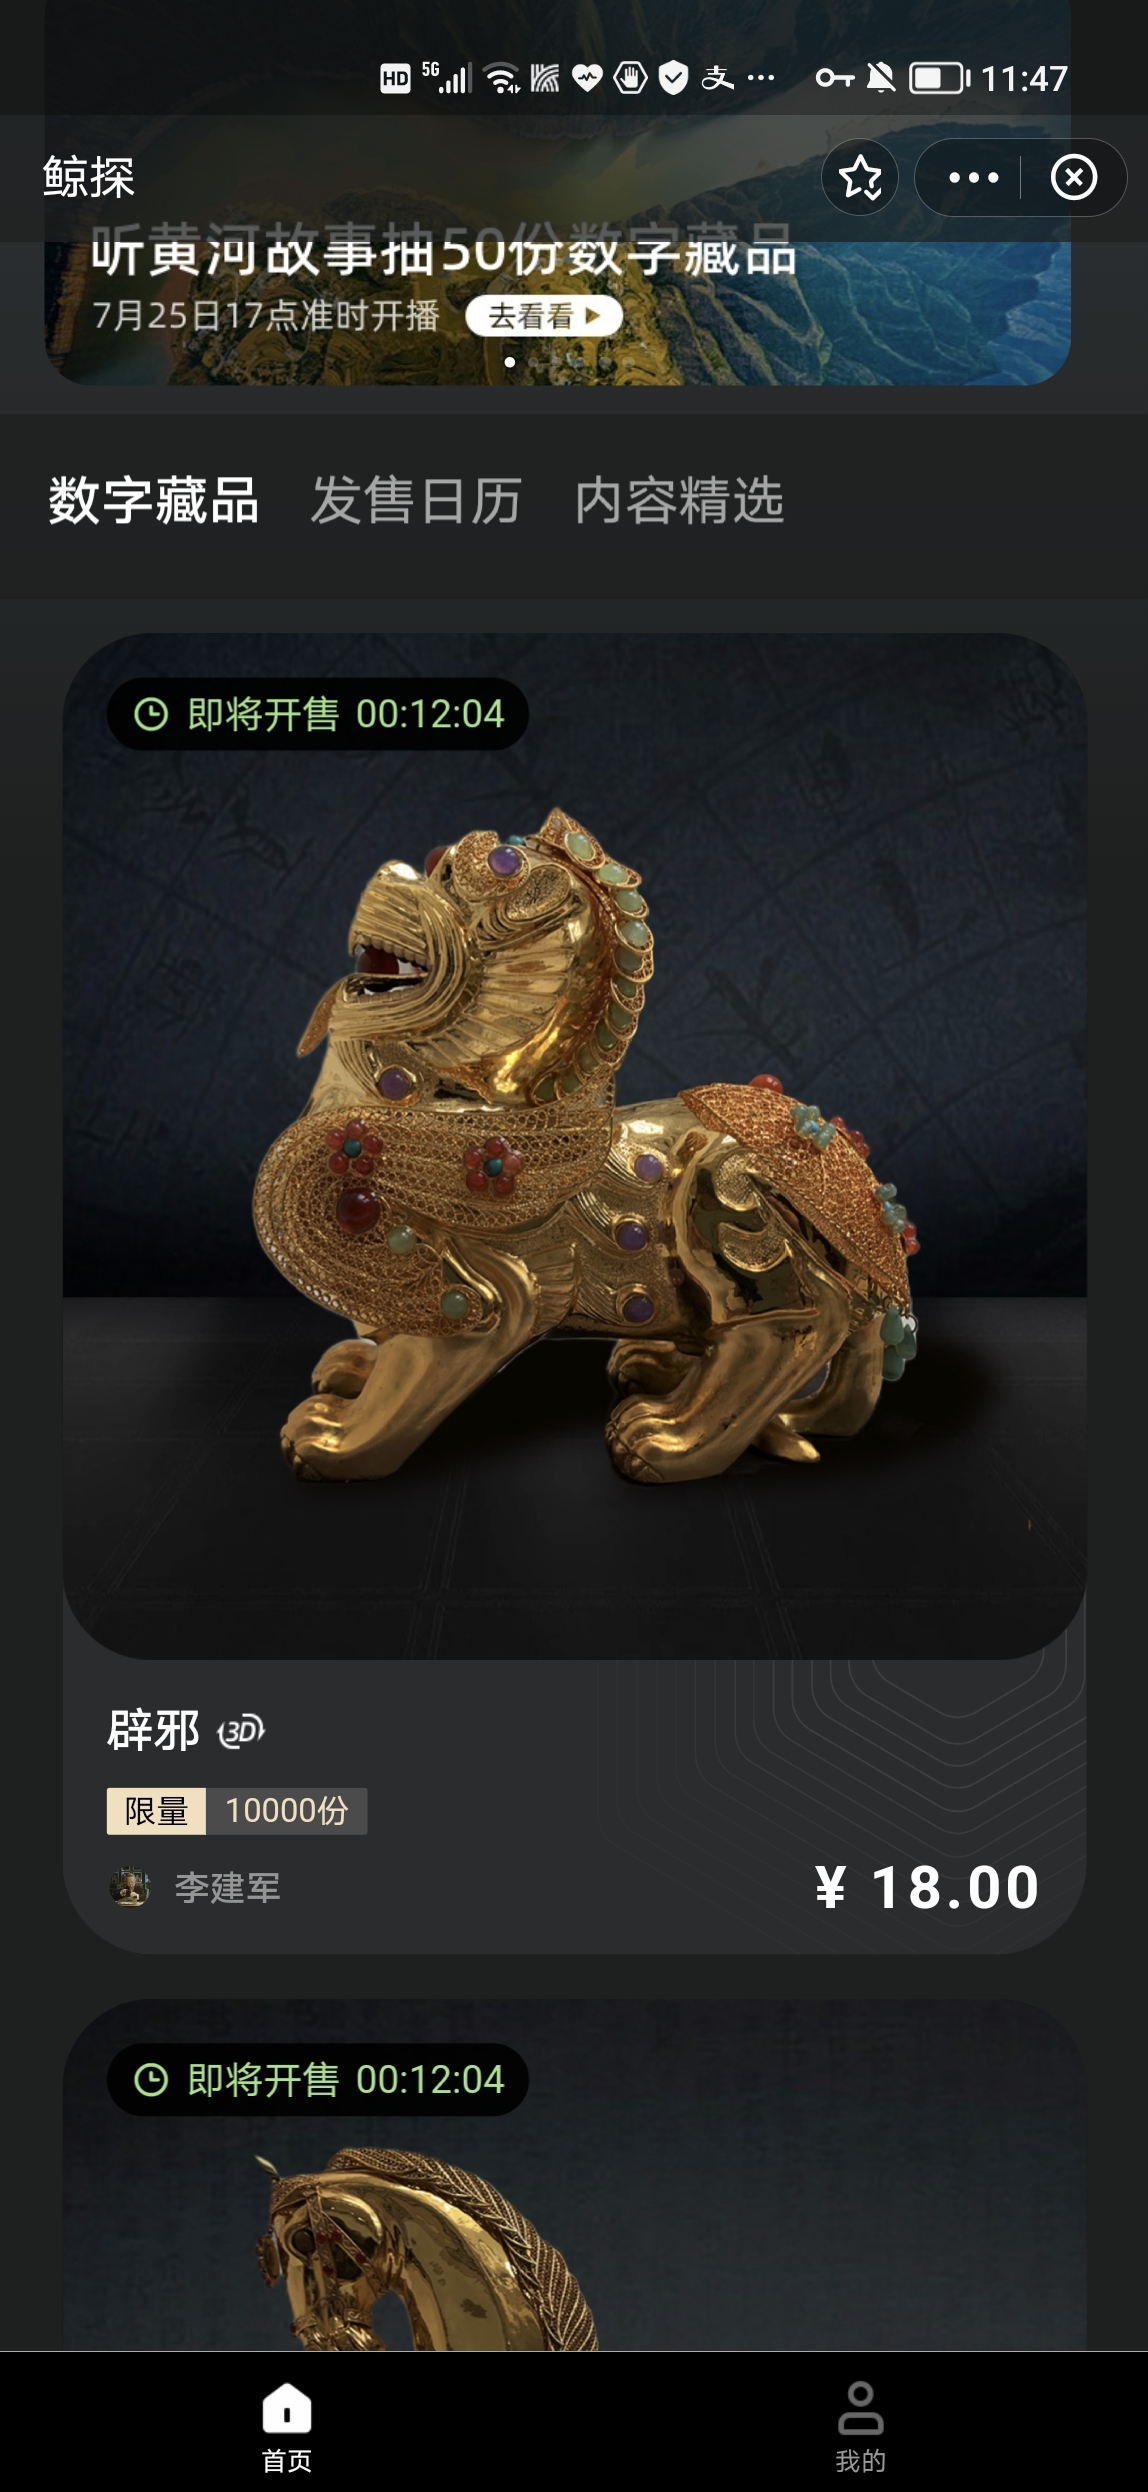 HD 5G 支 ··· 11:47
鲸探
听黄河故事抽50份数字藏品
7月25日17点准时开播 去看看
数字藏品 发售日历 内容精选
即将开售 00:12:04
辟邪 3D
限量 10000份
李建军 ¥ 18.00
即将开售 00:12:04
首页 我的